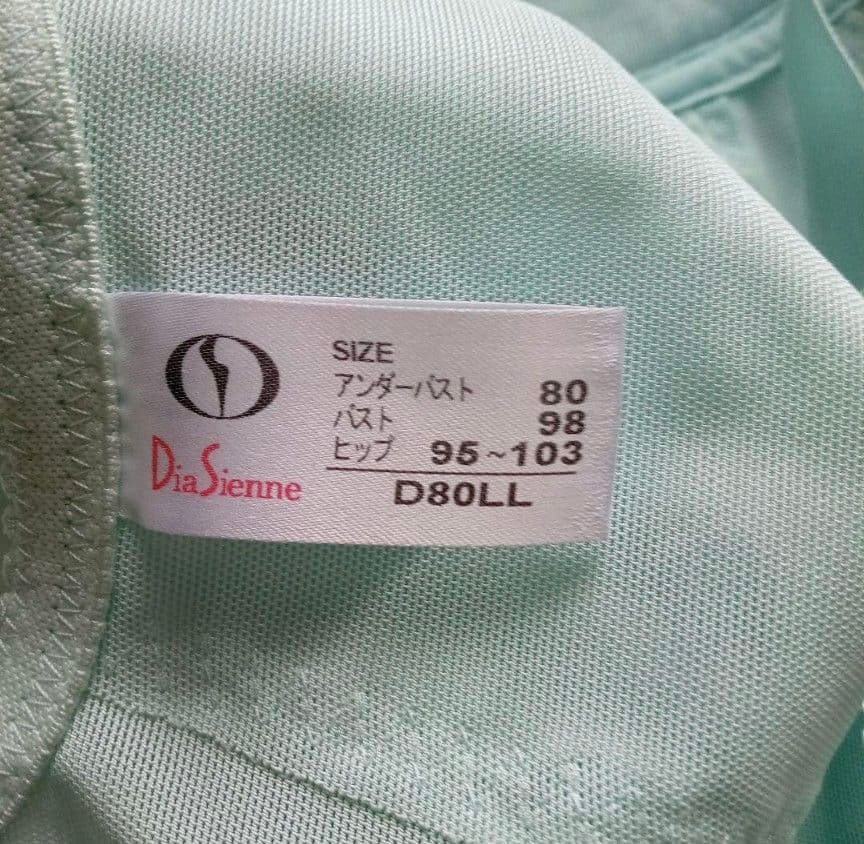 SIZE
アンダーバスト 80
バスト 98
ヒップ 95~103
D80LL
DiaSienne